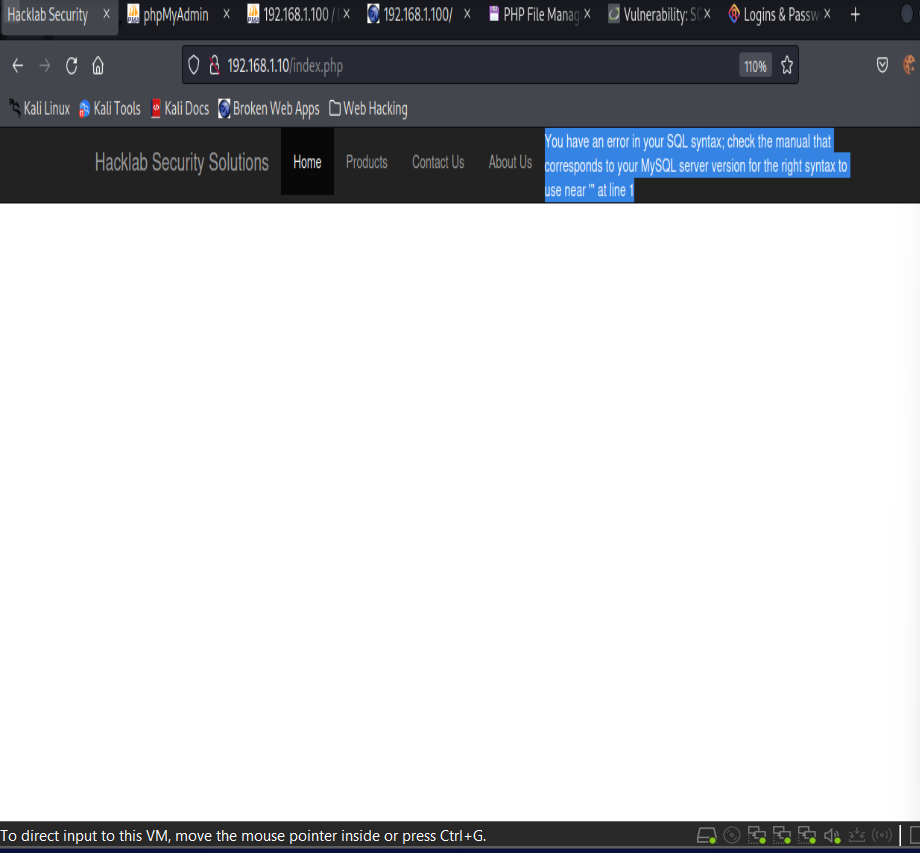 Hacklab Security
phpMyAdmin
192.168.1.100 /
192.168.1.100/
PHP File Manag
Vulnerability: S
Logins & Passw
192.168.1.10/index.php
110%
Kali Linux
Kali Tools
Kali Docs
Broken Web Apps
Web Hacking
Hacklab Security Solutions
Home
Products
Contact Us
About Us
You have an error in your SQL syntax; check the manual that
corresponds to your MySQL server version for the right syntax to
use near ''' at line 1
To direct input to this VM, move the mouse pointer inside or press Ctrl+G.